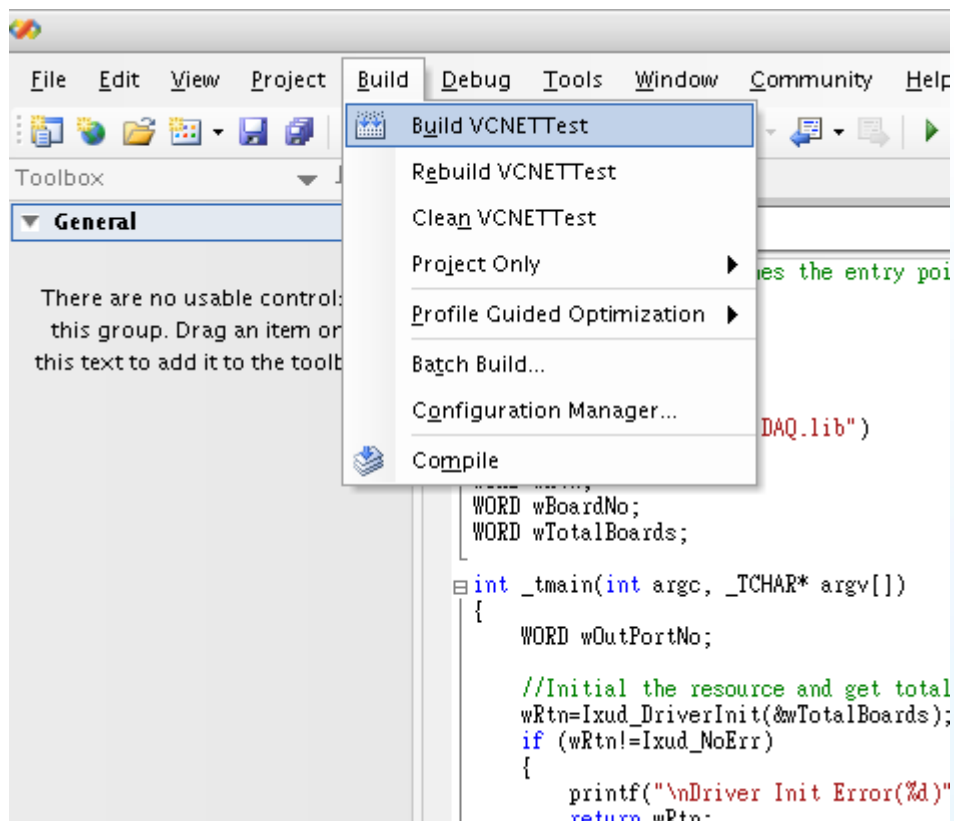 File Edit View Project Build Debug Tools Window Community Help
Toolbox
General
There are no usable control
this group. Drag an item
this text to add it to the
Build VCNETTest
Rebuild VCNETTest
Clean VCNETTest
Project Only
Profile Guided Optimization
Batch Build...
Configuration Manager...
Compile
the entry
DAQ.lib")
WORD wBoardNo;
WORD wTotalBoards;
int _tmain(int argc, _TCHAR* argv[])
{
WORD wOutPortNo;
//Initial the resource and get total
wRtn=Ixud_DriverInit(&wTotalBoards);
if (wRtn!=Ixud_NoErr)
{
printf("\nDriver Init Error(%d)"
return wRtn;